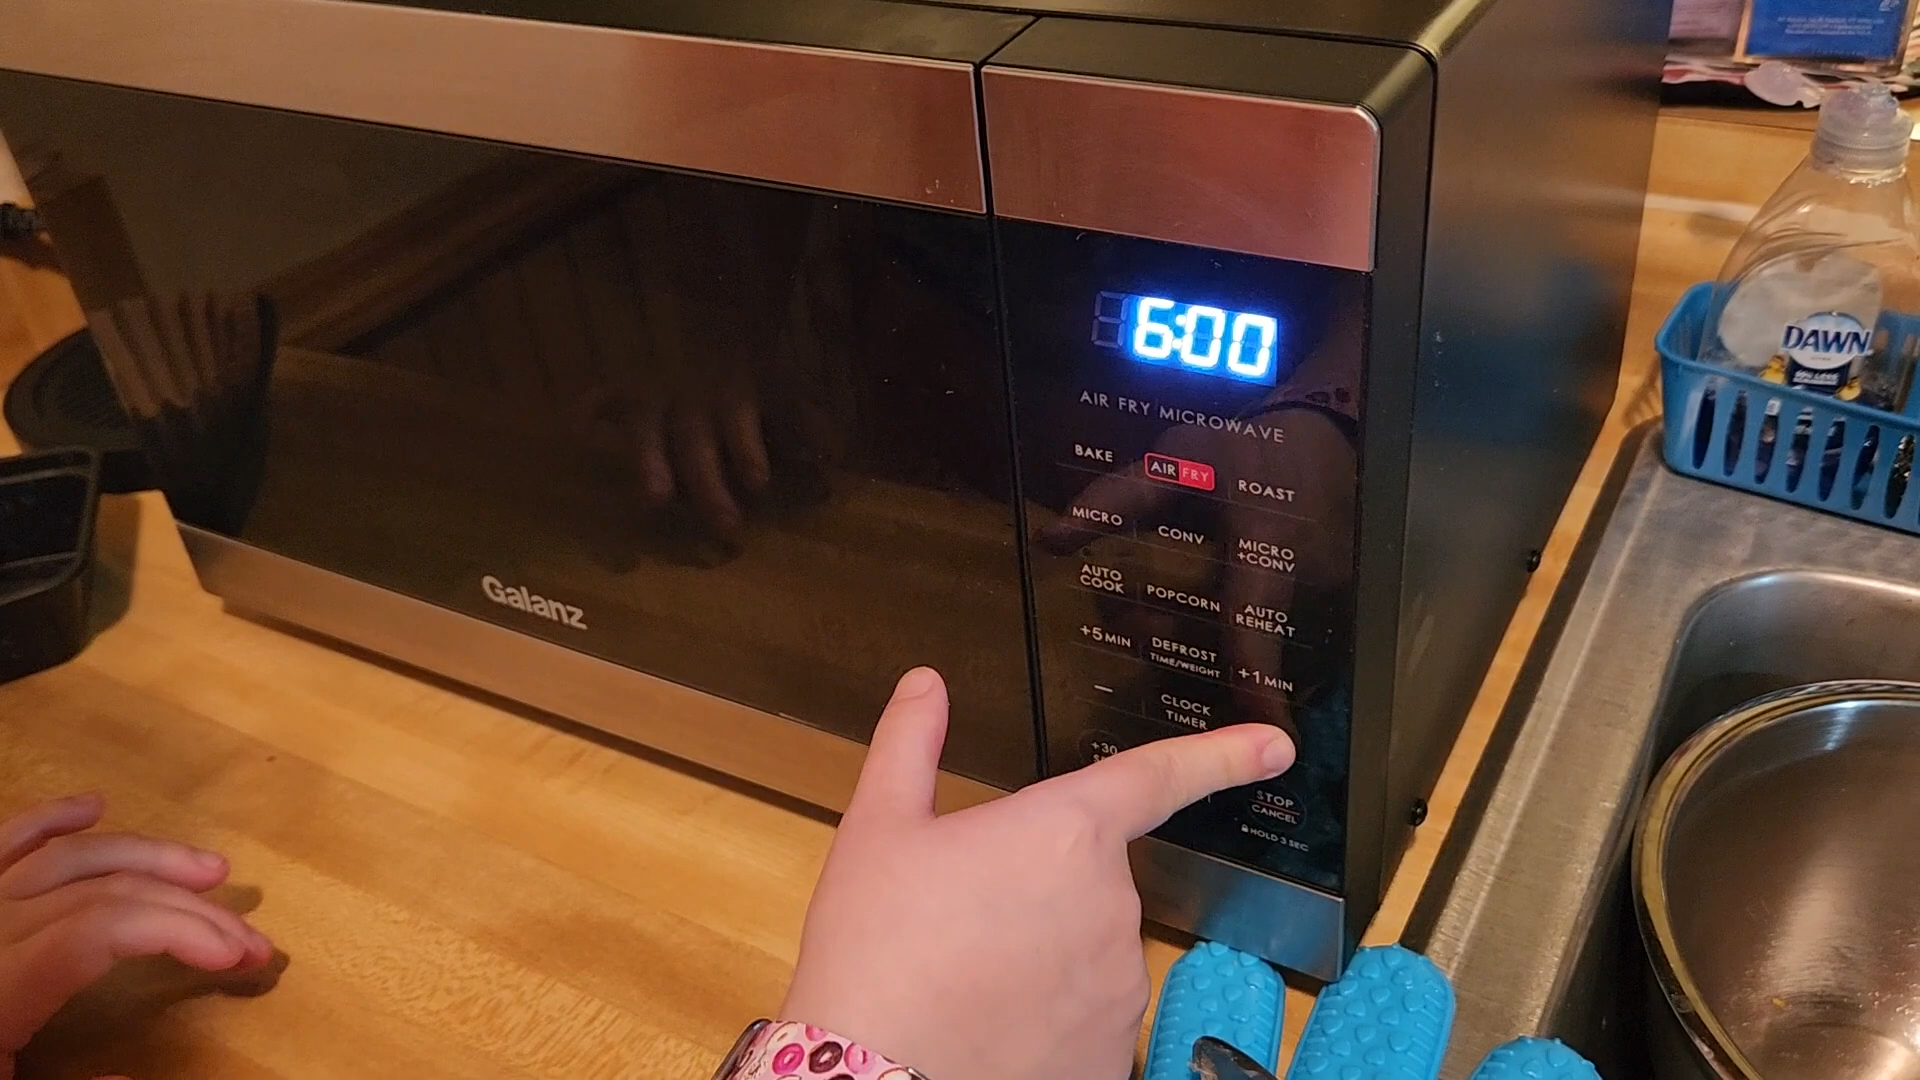 6:00
AIR FRY MICROWAVE
BAKE
AIR FRY
ROAST
MICRO
CONV
MICRO
+CONV
AUTO
COOK
POPCORN
AUTO
REHEAT
+5 MIN
DEFROST
TIME/WEIGHT
+1 MIN
—
CLOCK
TIMER
+30
STOP
CANCEL
HOLD 3 SEC
Galanz
DAWN